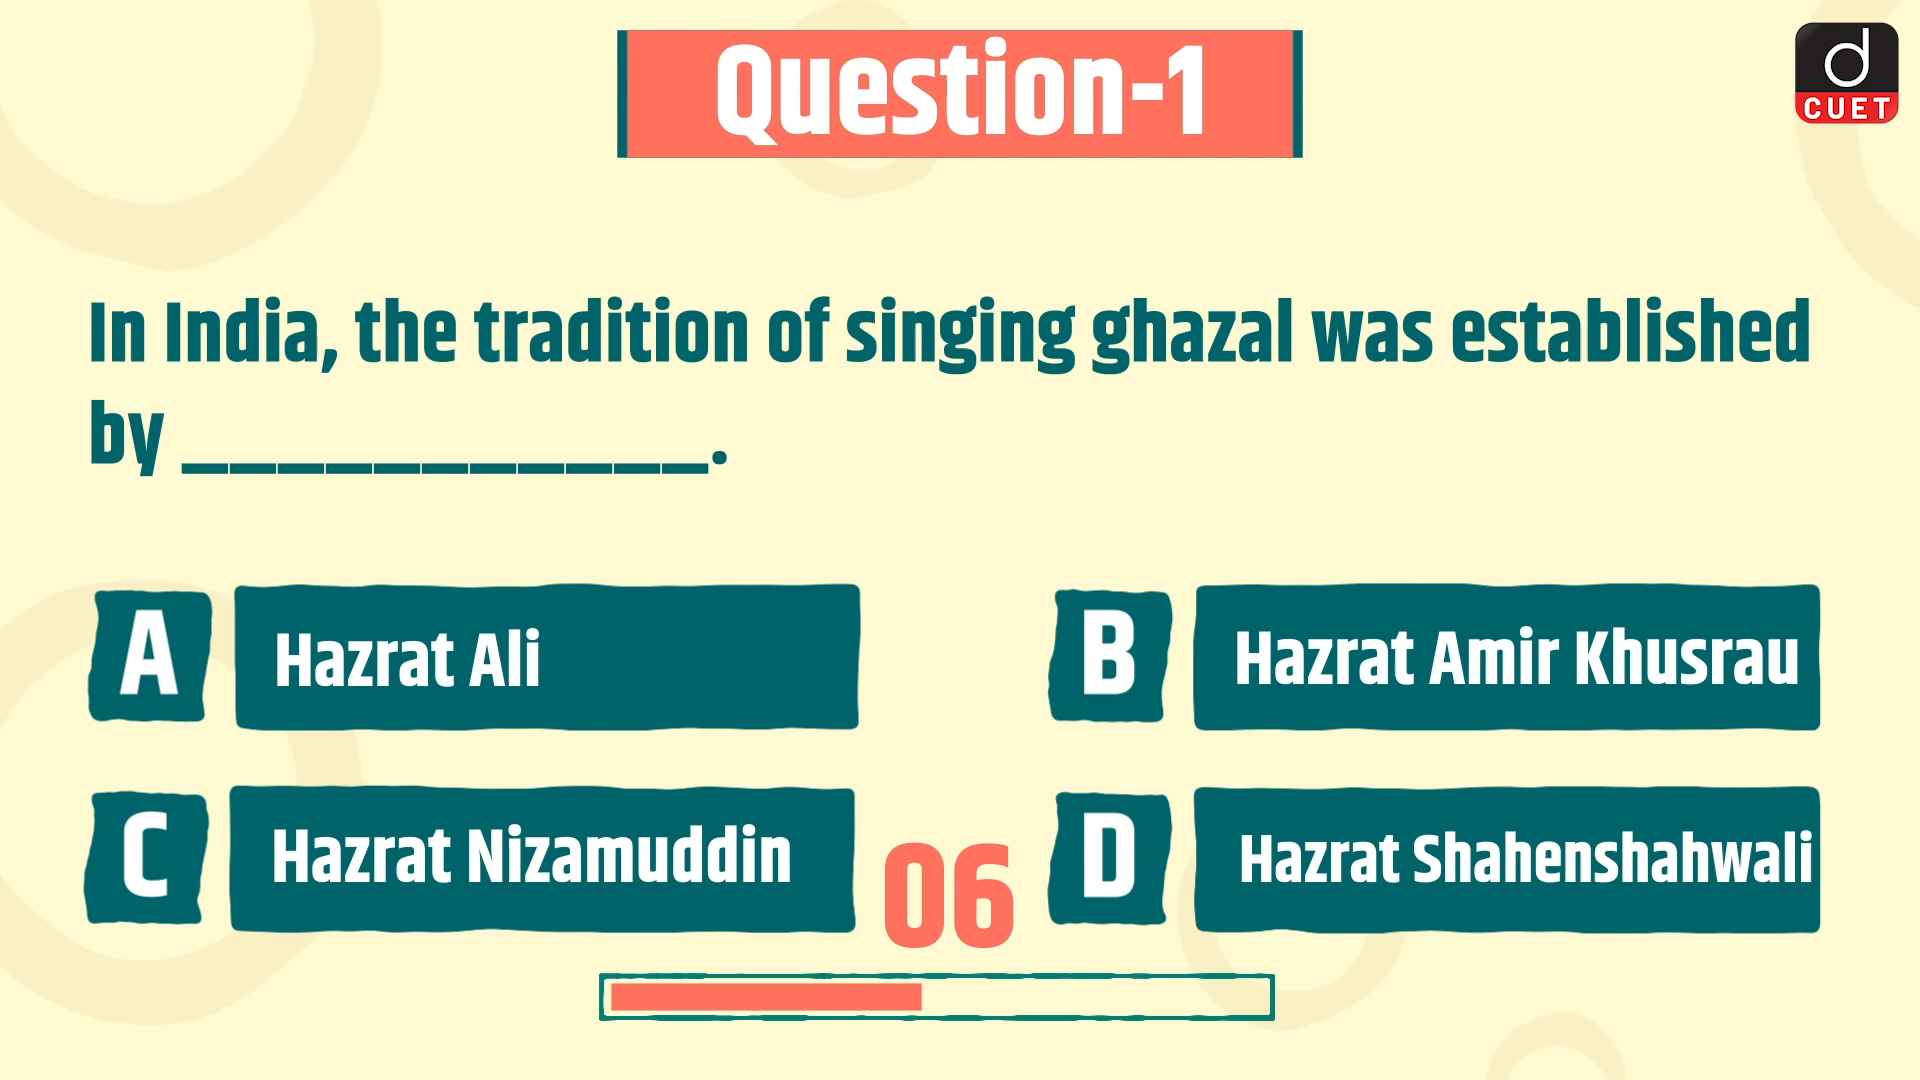 Question-1
d
CUET
In India, the tradition of singing ghazal was established
by ___________.
A Hazrat Ali
B Hazrat Amir Khusrau
C Hazrat Nizamuddin
D Hazrat Shahenshahwali
06